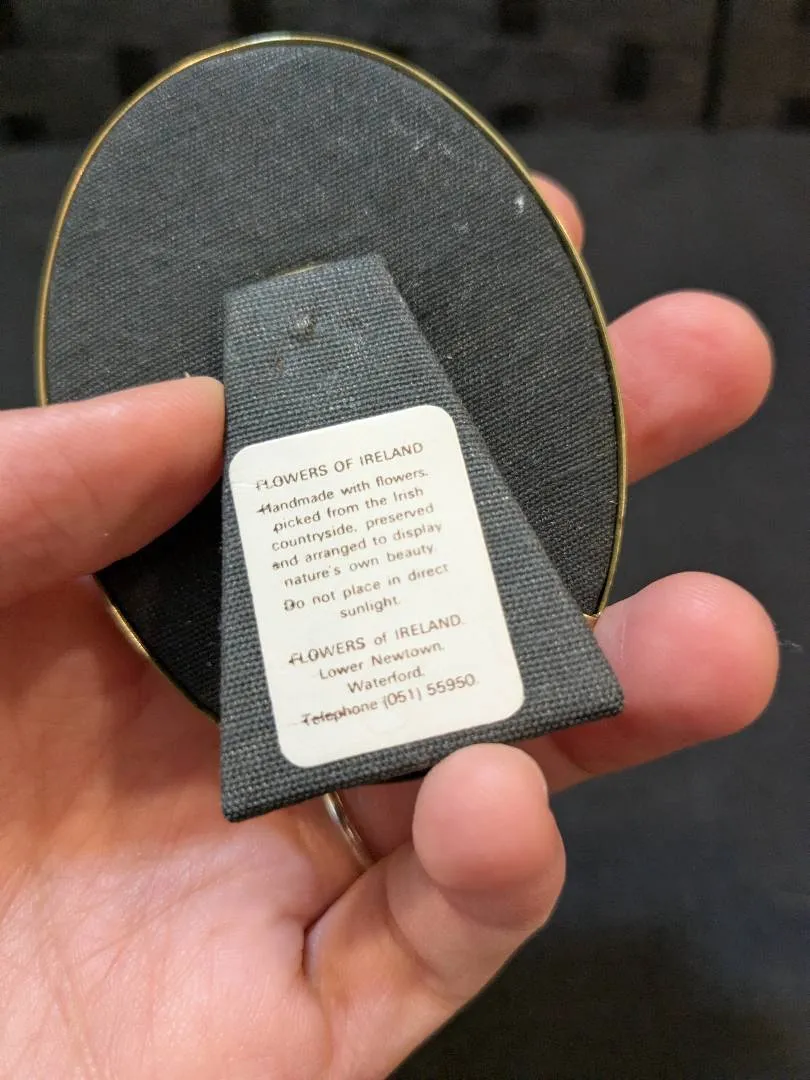 FLOWERS OF IRELAND
Handmade with flowers,
picked from the Irish
countryside, preserved
and arranged to display
nature's own beauty.
Do not place in direct
sunlight.
FLOWERS of IRELAND.
Lower Newtown,
Waterford.
Telephone (051) 55950.